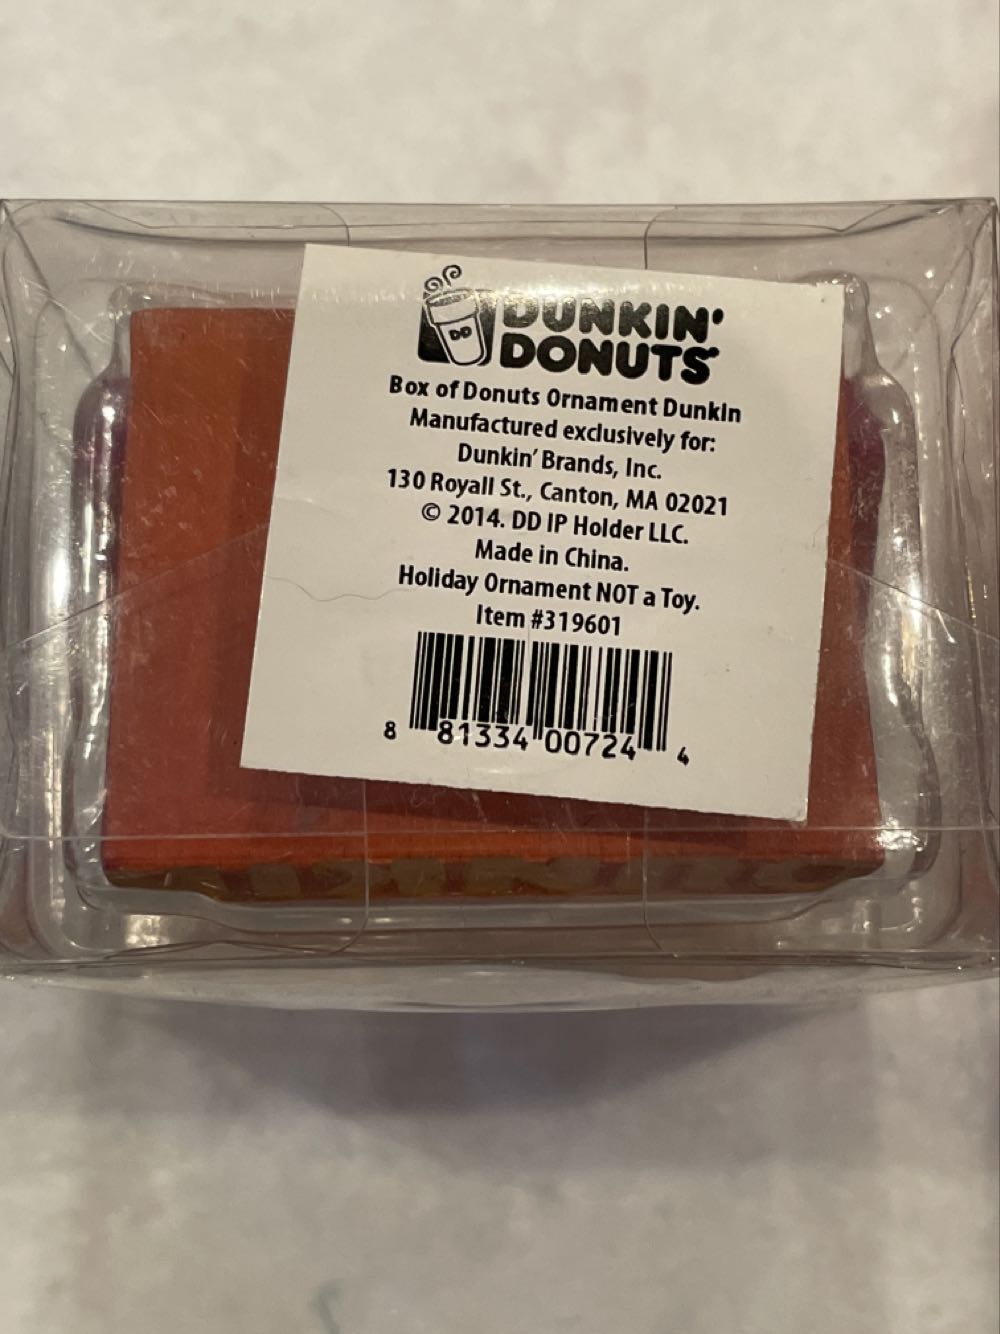 DD
DUNKIN'
DONUTS
Box of Donuts Ornament Dunkin
Manufactured exclusively for:
Dunkin' Brands, Inc.
130 Royall St., Canton, MA 02021
© 2014. DD IP Holder LLC.
Made in China.
Holiday Ornament NOT a Toy.
Item #319601
8 81334 00724 4